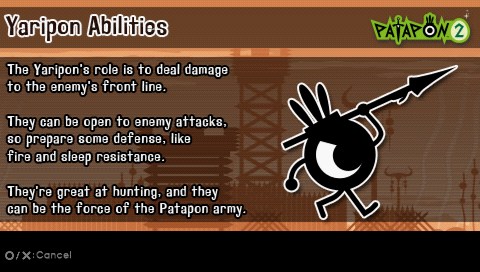 Yaripon Abilities
PATAPON 2
The Yaripon's role is to deal damage
to the enemy's front line.
They can be open to enemy attacks,
so prepare some defense, like
fire and sleep resistance.
They're great at hunting, and they
can be the force of the Patapon army.
O/X:Cancel